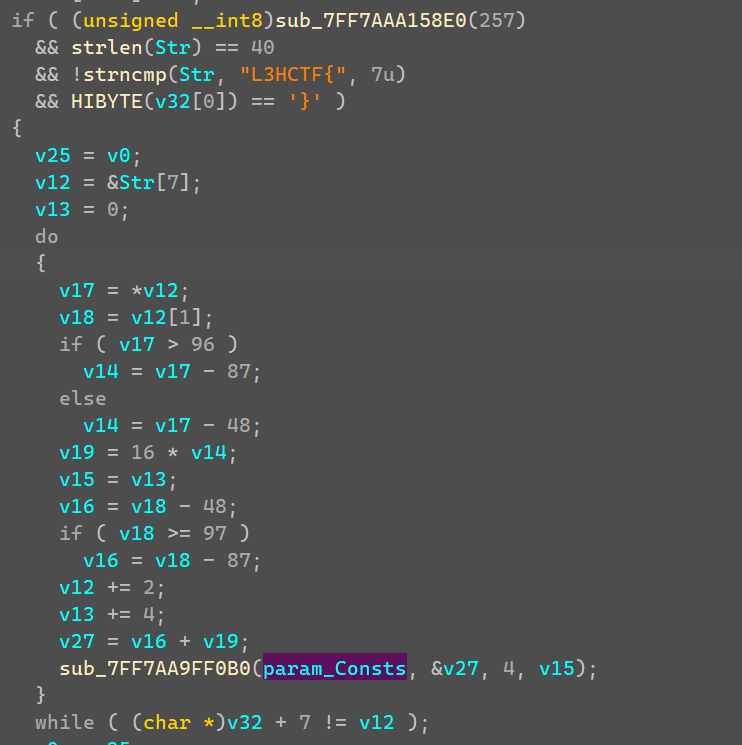 if ( (unsigned __int8)sub_7FF7AAA158E0(257)
&& strlen(Str) == 40
&& !strncmp(Str, "L3HCTF{", 7u)
&& HIBYTE(v32[0]) == '}' )
{
v25 = v0;
v12 = &Str[7];
v13 = 0;
do
{
v17 = *v12;
v18 = v12[1];
if ( v17 > 96 )
v14 = v17 - 87;
else
v14 = v17 - 48;
v19 = 16 * v14;
v15 = v13;
v16 = v18 - 48;
if ( v18 >= 97 )
v16 = v18 - 87;
v12 += 2;
v13 += 4;
v27 = v16 + v19;
sub_7FF7AA9FF0B0(param_Consts, &v27, 4, v15);
}
while ( (char *)v32 + 7 != v12 );